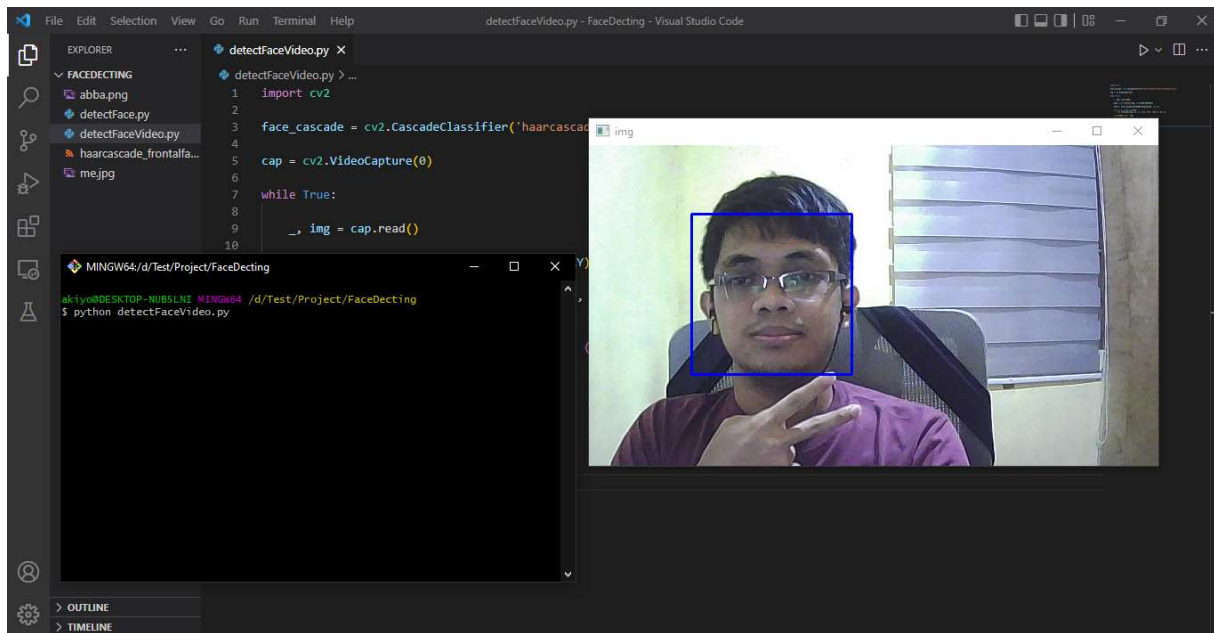 File Edit Selection View Go Run Terminal Help detectFaceVideo.py - FaceDecting - Visual Studio Code
EXPLORER ...
detectFaceVideo.py
FACEDECTING
abba.png
detectFace.py
detectFaceVideo.py
haarcascade_frontalfa...
me.jpg
OUTLINE
TIMELINE
detectFaceVideo.py > ...
1 import cv2
2
3 face_cascade = cv2.CascadeClassifier('haarcascad
4
5 cap = cv2.VideoCapture(0)
6
7 while True:
8
9 _, img = cap.read()
10
Y)
,
(
MINGW64:/d/Test/Project/FaceDecting
akiyo@DESKTOP-NUB5LNI MINGW64 /d/Test/Project/FaceDecting
$ python detectFaceVideo.py
img